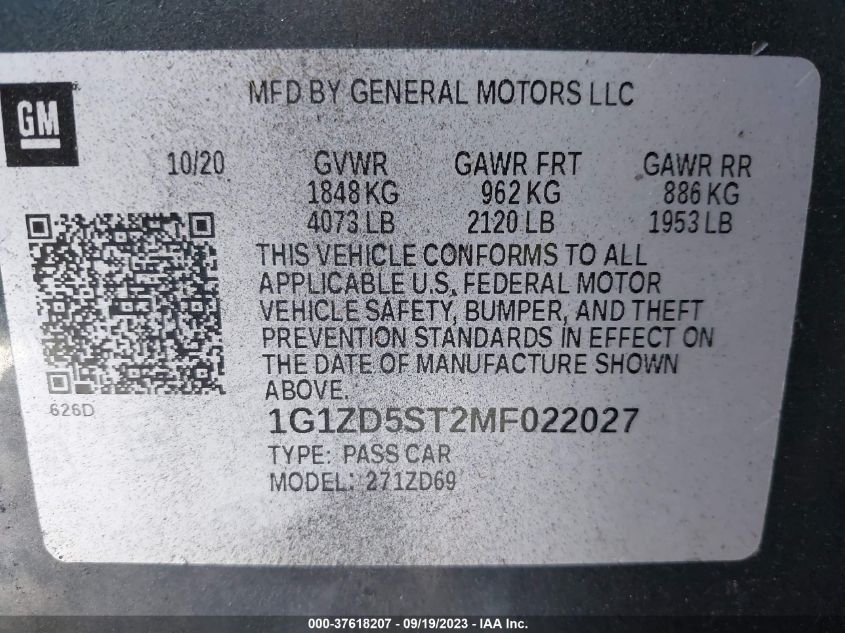 MFD BY GENERAL MOTORS LLC
GM
10/20 GVWR GAWR FRT GAWR RR
1848 KG 962 KG 886 KG
4073 LB 2120 LB 1953 LB
THIS VEHICLE CONFORMS TO ALL
APPLICABLE U.S. FEDERAL MOTOR
VEHICLE SAFETY, BUMPER, AND THEFT
PREVENTION STANDARDS IN EFFECT ON
THE DATE OF MANUFACTURE SHOWN
ABOVE.
626D
1G1ZD5ST2MF022027
TYPE: PASS CAR
MODEL: 271ZD69
000-37618207 - 09/19/2023 - IAA Inc.